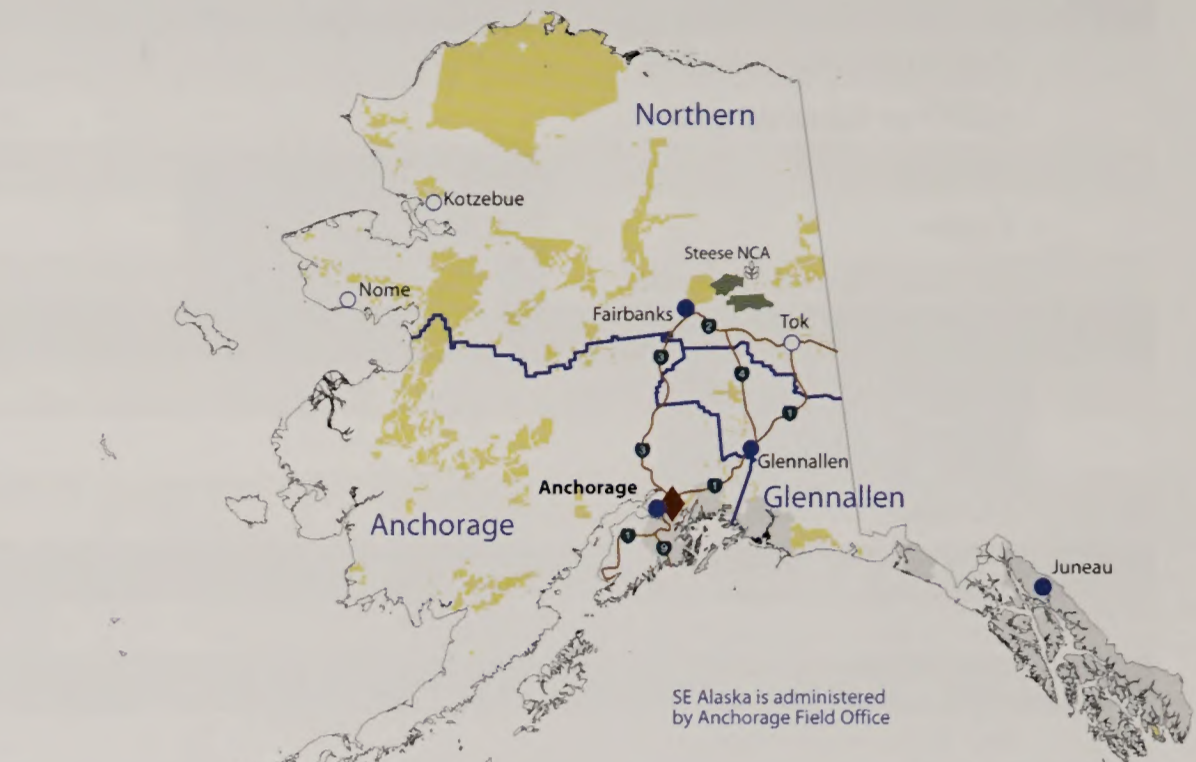 Northern
Kotzebue
Steese NCA
Nome
Fairbanks
2
Tok
3
4
1
3
Glennallen
Anchorage
1
Glennallen
Anchorage
1
9
Juneau
SE Alaska is administered
by Anchorage Field Office